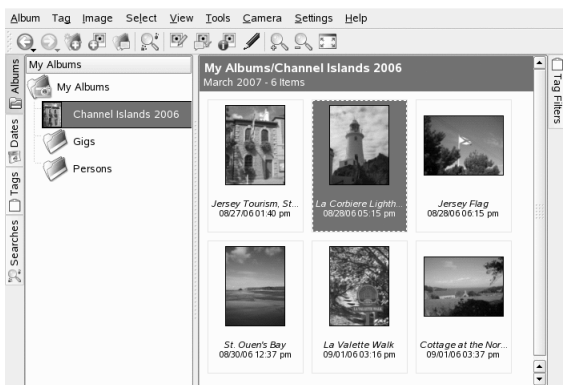 Album Tag Image Select View Tools Camera Settings Help
Albums
Dates
Tags
Searches
My Albums
My Albums
Channel Islands 2006
Gigs
Persons
My Albums/Channel Islands 2006
March 2007 - 6 Items
Jersey Tourism, St...
08/27/06 01:40 pm
La Corbiere Lighth...
08/28/06 05:15 pm
Jersey Flag
08/28/06 06:15 pm
St. Ouen's Bay
08/30/06 12:37 pm
La Valette Walk
09/01/06 03:16 pm
Cottage at the Nor...
09/01/06 03:37 pm
Tag Filters